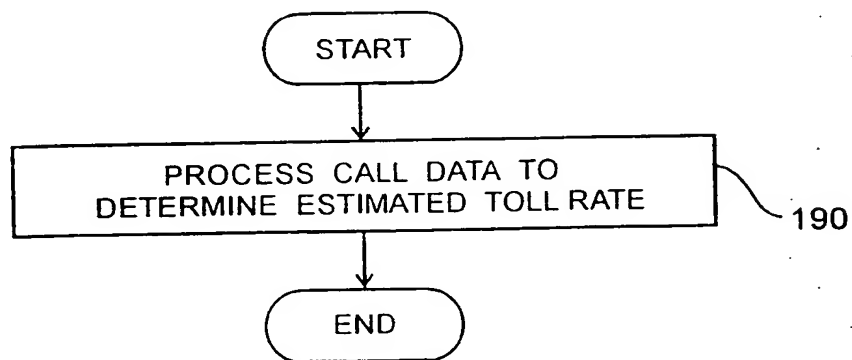 START
PROCESS CALL DATA TO
DETERMINE ESTIMATED TOLL RATE
190
END